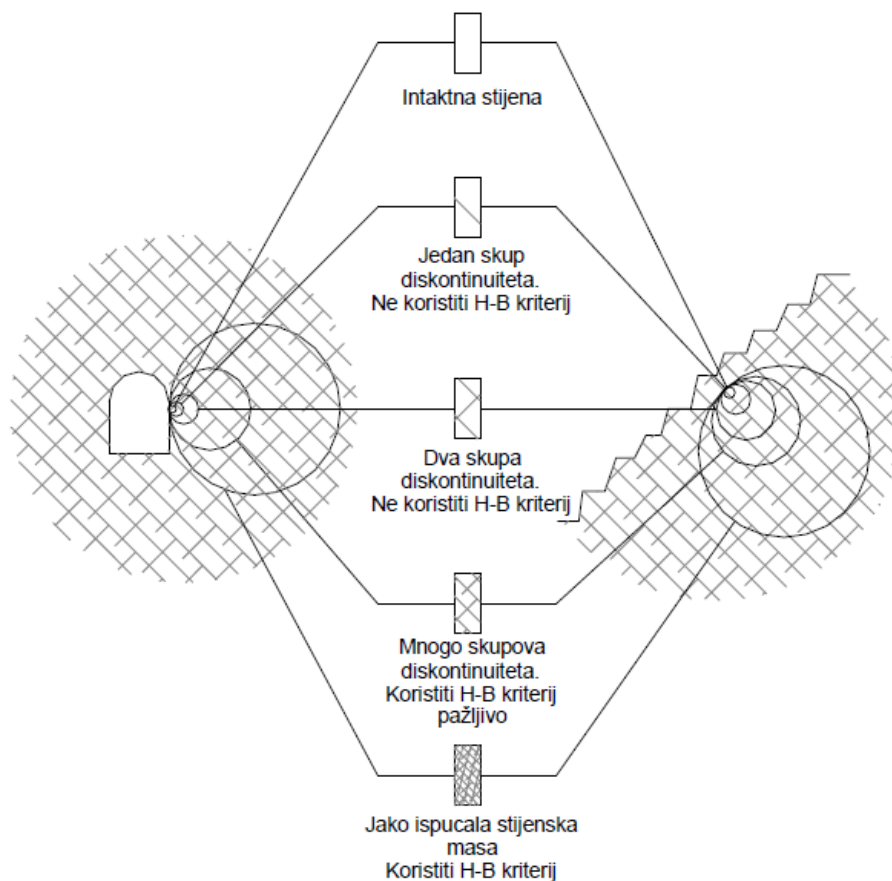 Intaktna stijena
Jedan skup
diskontinuiteta.
Ne koristiti H-B kriterij
Dva skupa
diskontinuiteta.
Ne koristiti H-B kriterij
Mnogo skupova
diskontinuiteta.
Koristiti H-B kriterij
pažljivo
Jako ispucala stijenska
masa
Koristiti H-B kriterij